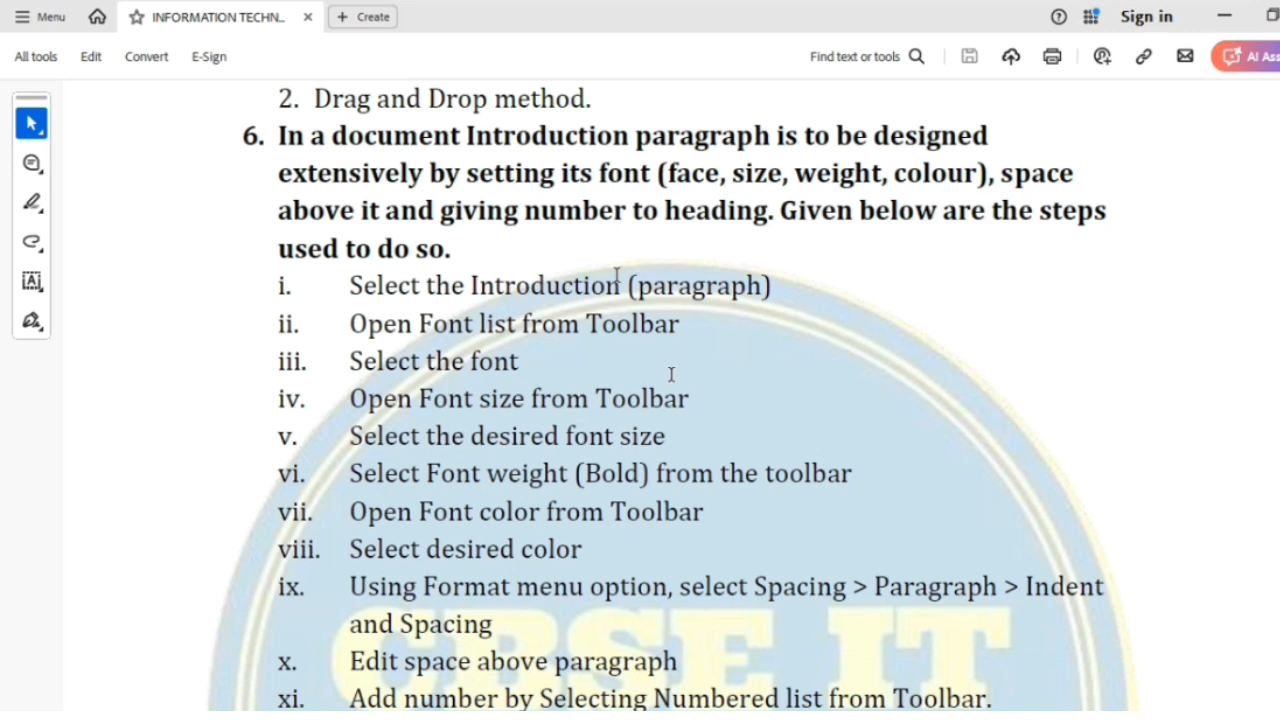 Menu
INFORMATION TECHN...
Create
Sign in
All tools
Edit
Convert
E-Sign
Find text or tools
AI Ass
2. Drag and Drop method.
6. In a document Introduction paragraph is to be designed
extensively by setting its font (face, size, weight, colour), space
above it and giving number to heading. Given below are the steps
used to do so.
i. Select the Introduction (paragraph)
ii. Open Font list from Toolbar
iii. Select the font
iv. Open Font size from Toolbar
v. Select the desired font size
vi. Select Font weight (Bold) from the toolbar
vii. Open Font color from Toolbar
viii. Select desired color
ix. Using Format menu option, select Spacing > Paragraph > Indent
and Spacing
x. Edit space above paragraph
xi. Add number by Selecting Numbered list from Toolbar.
CBSE IT